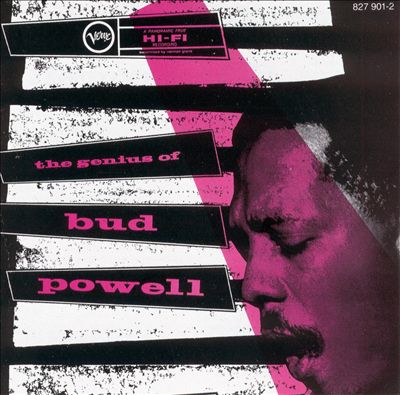 827 901-2
Verve
A PANORAMIC TRUE
HI-FI
RECORDING
the genius of
bud
powell